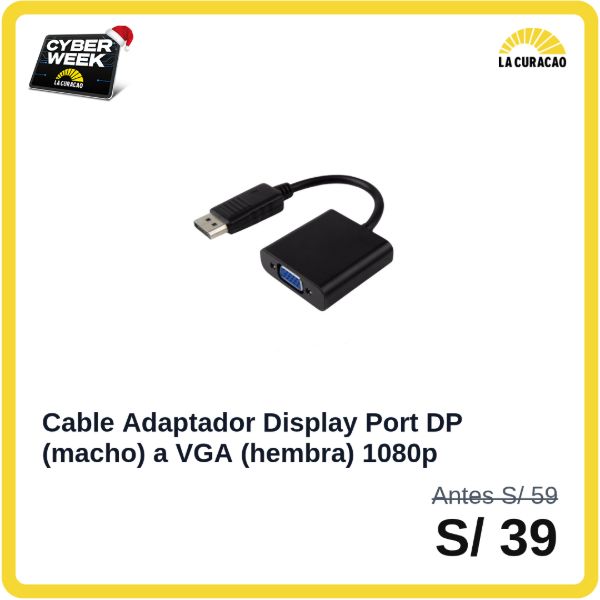 CYBER
WEEK
LA CURACAO
LA CURACAO
Cable Adaptador Display Port DP
(macho) a VGA (hembra) 1080p
Antes S/ 59
S/ 39